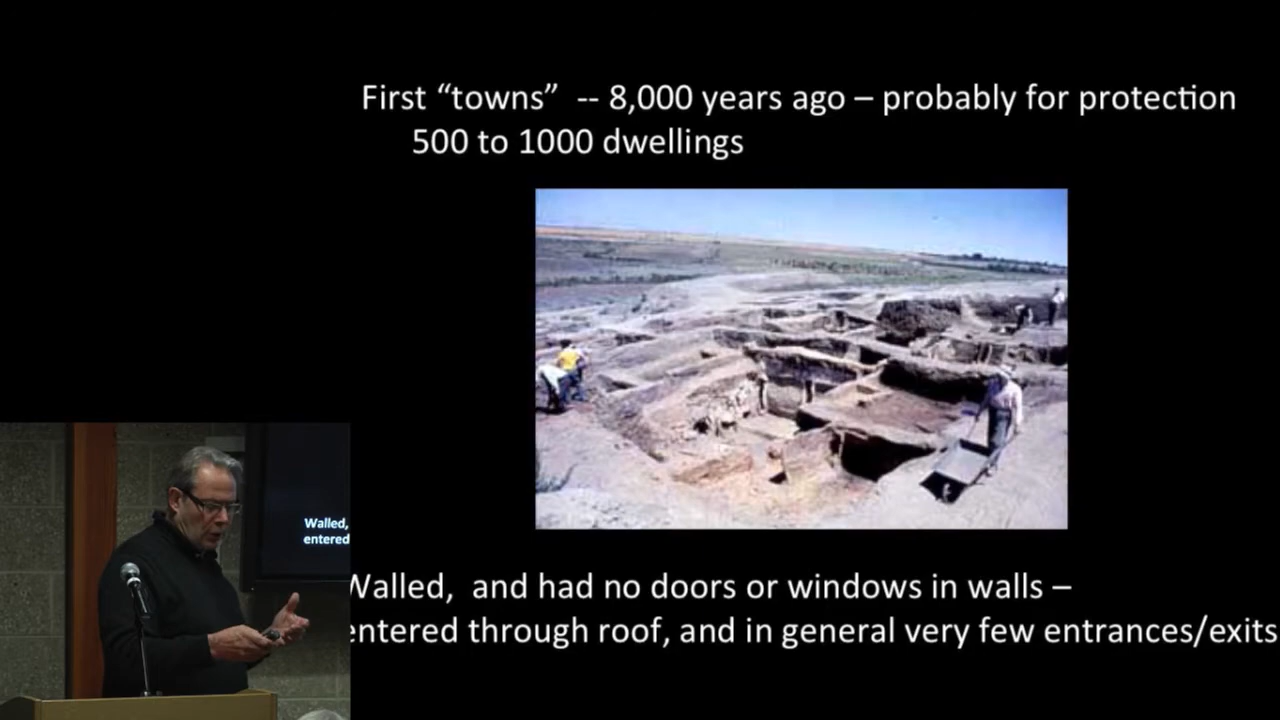 First “towns” -- 8,000 years ago – probably for protection
500 to 1000 dwellings
Walled, and had no doors or windows in walls –
entered through roof, and in general very few entrances/exits
Walled,
entered